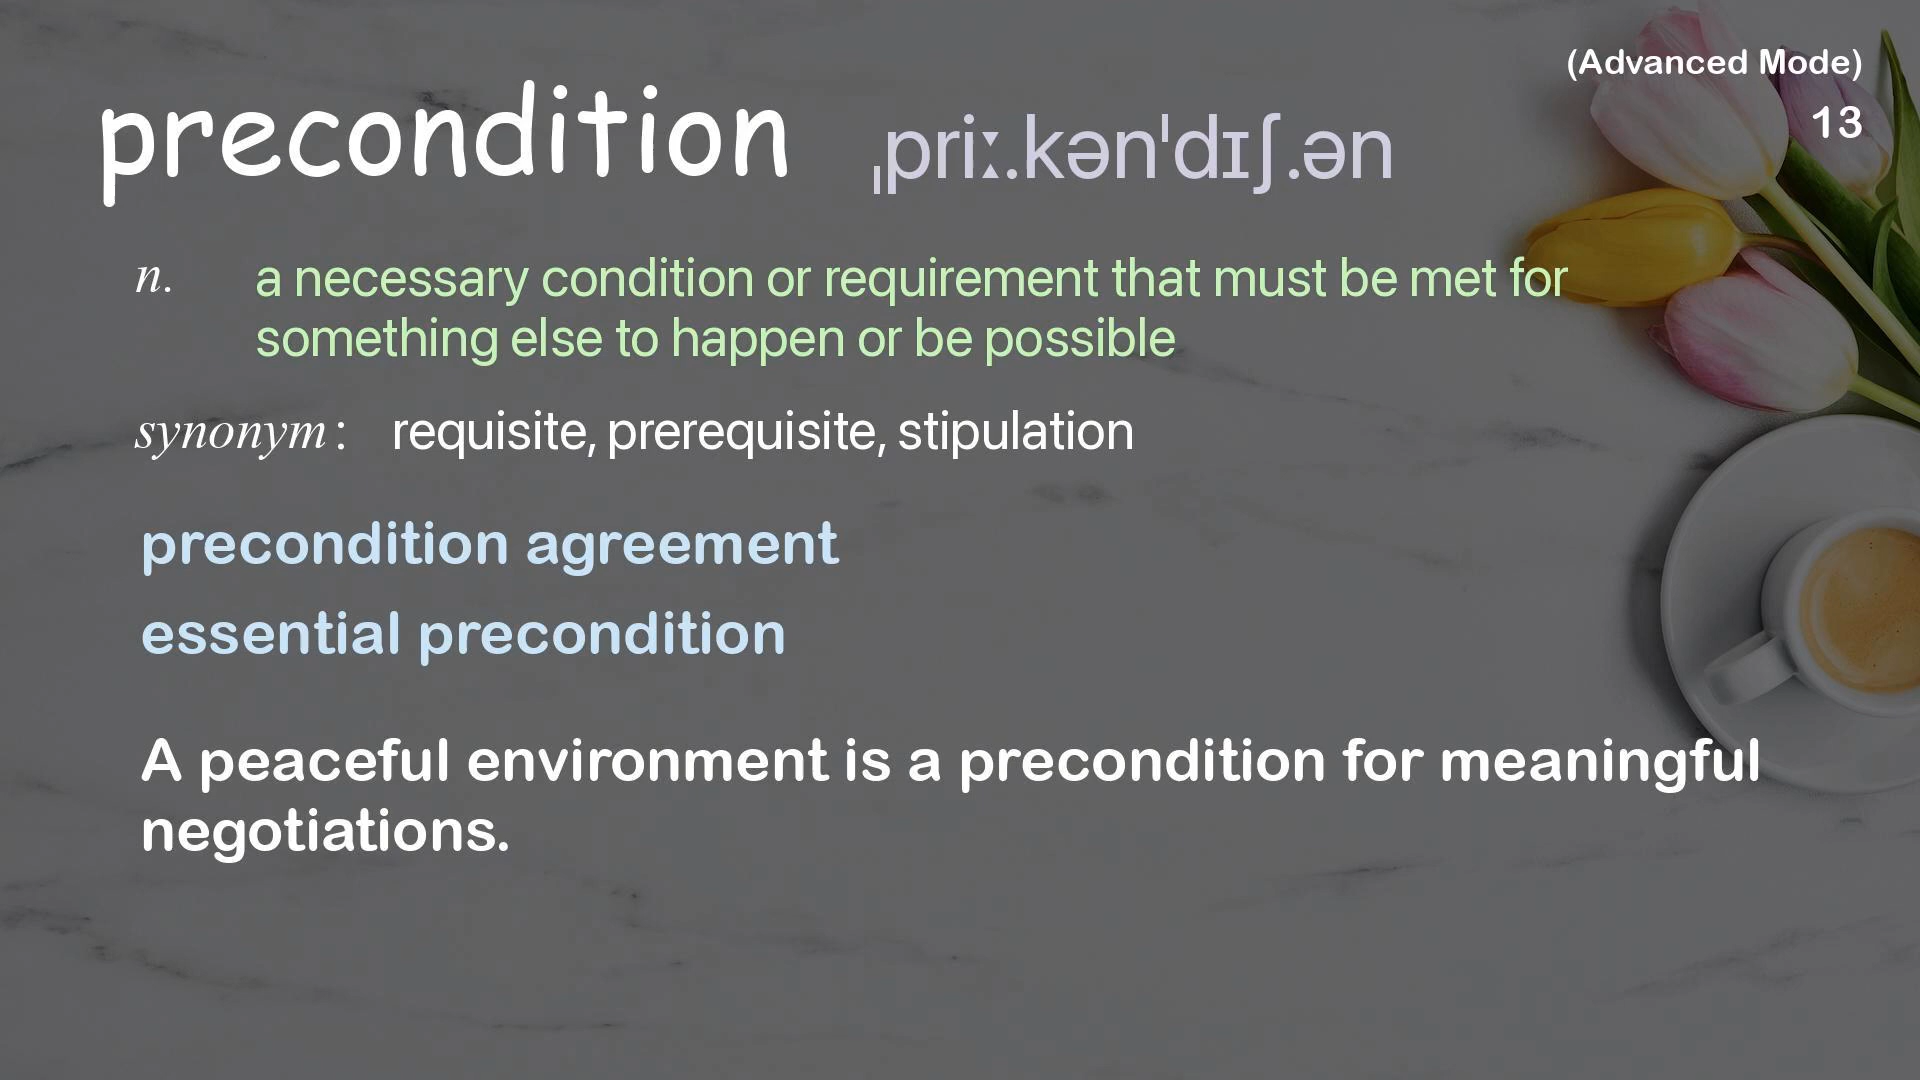 (Advanced Mode)
13
precondition ˌpriː.kənˈdɪʃ.ən
n. a necessary condition or requirement that must be met for
something else to happen or be possible
synonym: requisite, prerequisite, stipulation
precondition agreement
essential precondition
A peaceful environment is a precondition for meaningful
negotiations.